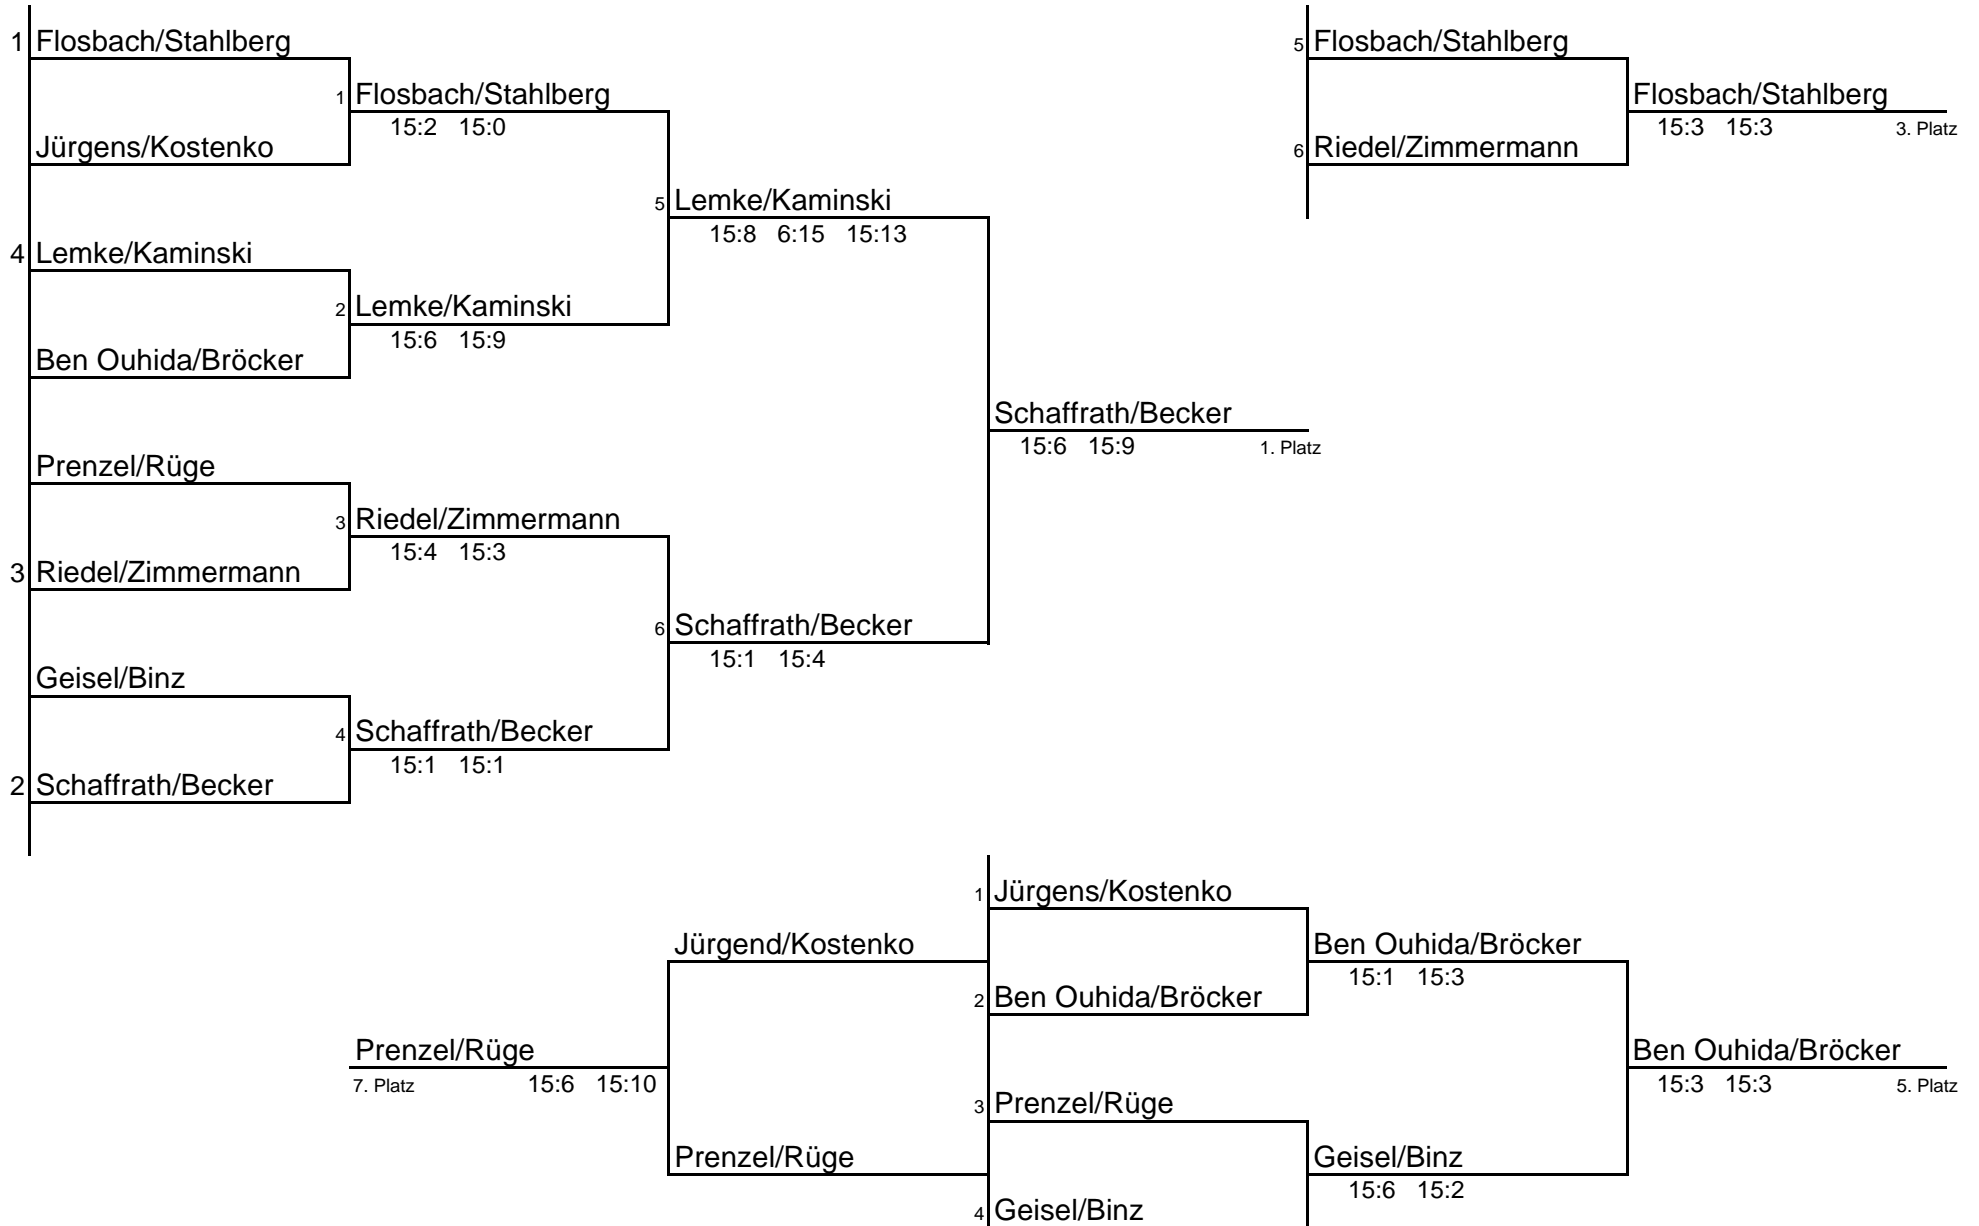 1 Flosbach/Stahlberg
5 Flosbach/Stahlberg
1 Flosbach/Stahlberg
Flosbach/Stahlberg
15:2 15:0
15:3 15:3 3. Platz
Jürgens/Kostenko
6 Riedel/Zimmermann
5 Lemke/Kaminski
15:8 6:15 15:13
4 Lemke/Kaminski
2 Lemke/Kaminski
15:6 15:9
Ben Ouhida/Bröcker
Schaffrath/Becker
15:6 15:9 1. Platz
Prenzel/Rüge
3 Riedel/Zimmermann
15:4 15:3
3 Riedel/Zimmermann
6 Schaffrath/Becker
15:1 15:4
Geisel/Binz
4 Schaffrath/Becker
15:1 15:1
2 Schaffrath/Becker
1 Jürgens/Kostenko
Jürgend/Kostenko
Ben Ouhida/Bröcker
15:1 15:3
2 Ben Ouhida/Bröcker
Prenzel/Rüge
7. Platz 15:6 15:10
Ben Ouhida/Bröcker
15:3 15:3 5. Platz
3 Prenzel/Rüge
Prenzel/Rüge
Geisel/Binz
15:6 15:2
4 Geisel/Binz